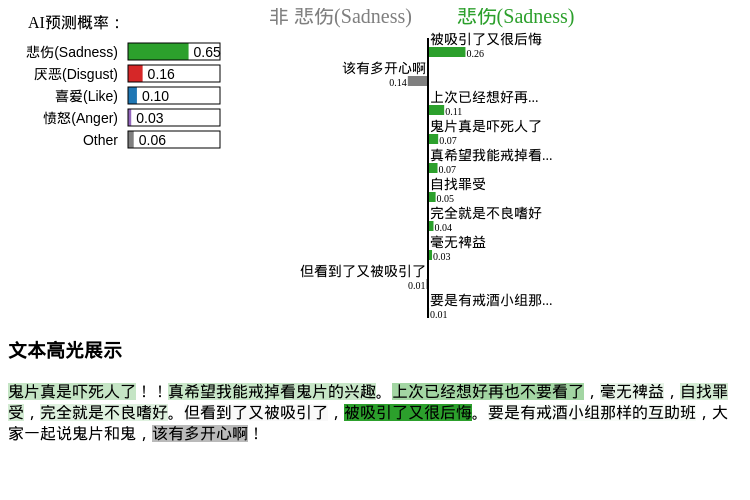 AI预测概率：
悲伤(Sadness) 0.65
厌恶(Disgust) 0.16
喜爱(Like) 0.10
愤怒(Anger) 0.03
Other 0.06
非 悲伤(Sadness) 悲伤(Sadness)
被吸引了又很后悔
0.26
该有多开心啊
0.14
上次已经想好再...
0.11
鬼片真是吓死人了
0.07
真希望我能戒掉看...
0.07
自找罪受
0.05
完全就是不良嗜好
0.04
毫无裨益
0.03
但看到了又被吸引了
0.01
要是有戒酒小组那...
0.01
文本高光展示
鬼片真是吓死人了！！真希望我能戒掉看鬼片的兴趣。上次已经想好再也不要看了，毫无裨益，自找罪
受，完全就是不良嗜好。但看到了又被吸引了，被吸引了又很后悔。要是有戒酒小组那样的互助班，大
家一起说鬼片和鬼，该有多开心啊！